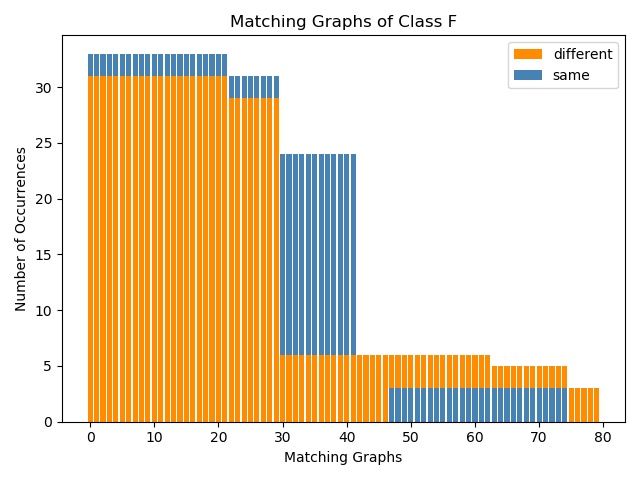 Matching Graphs of Class F
different
same
Number of Occurrences
30
25
20
15
10
5
0
0 10 20 30 40 50 60 70 80
Matching Graphs